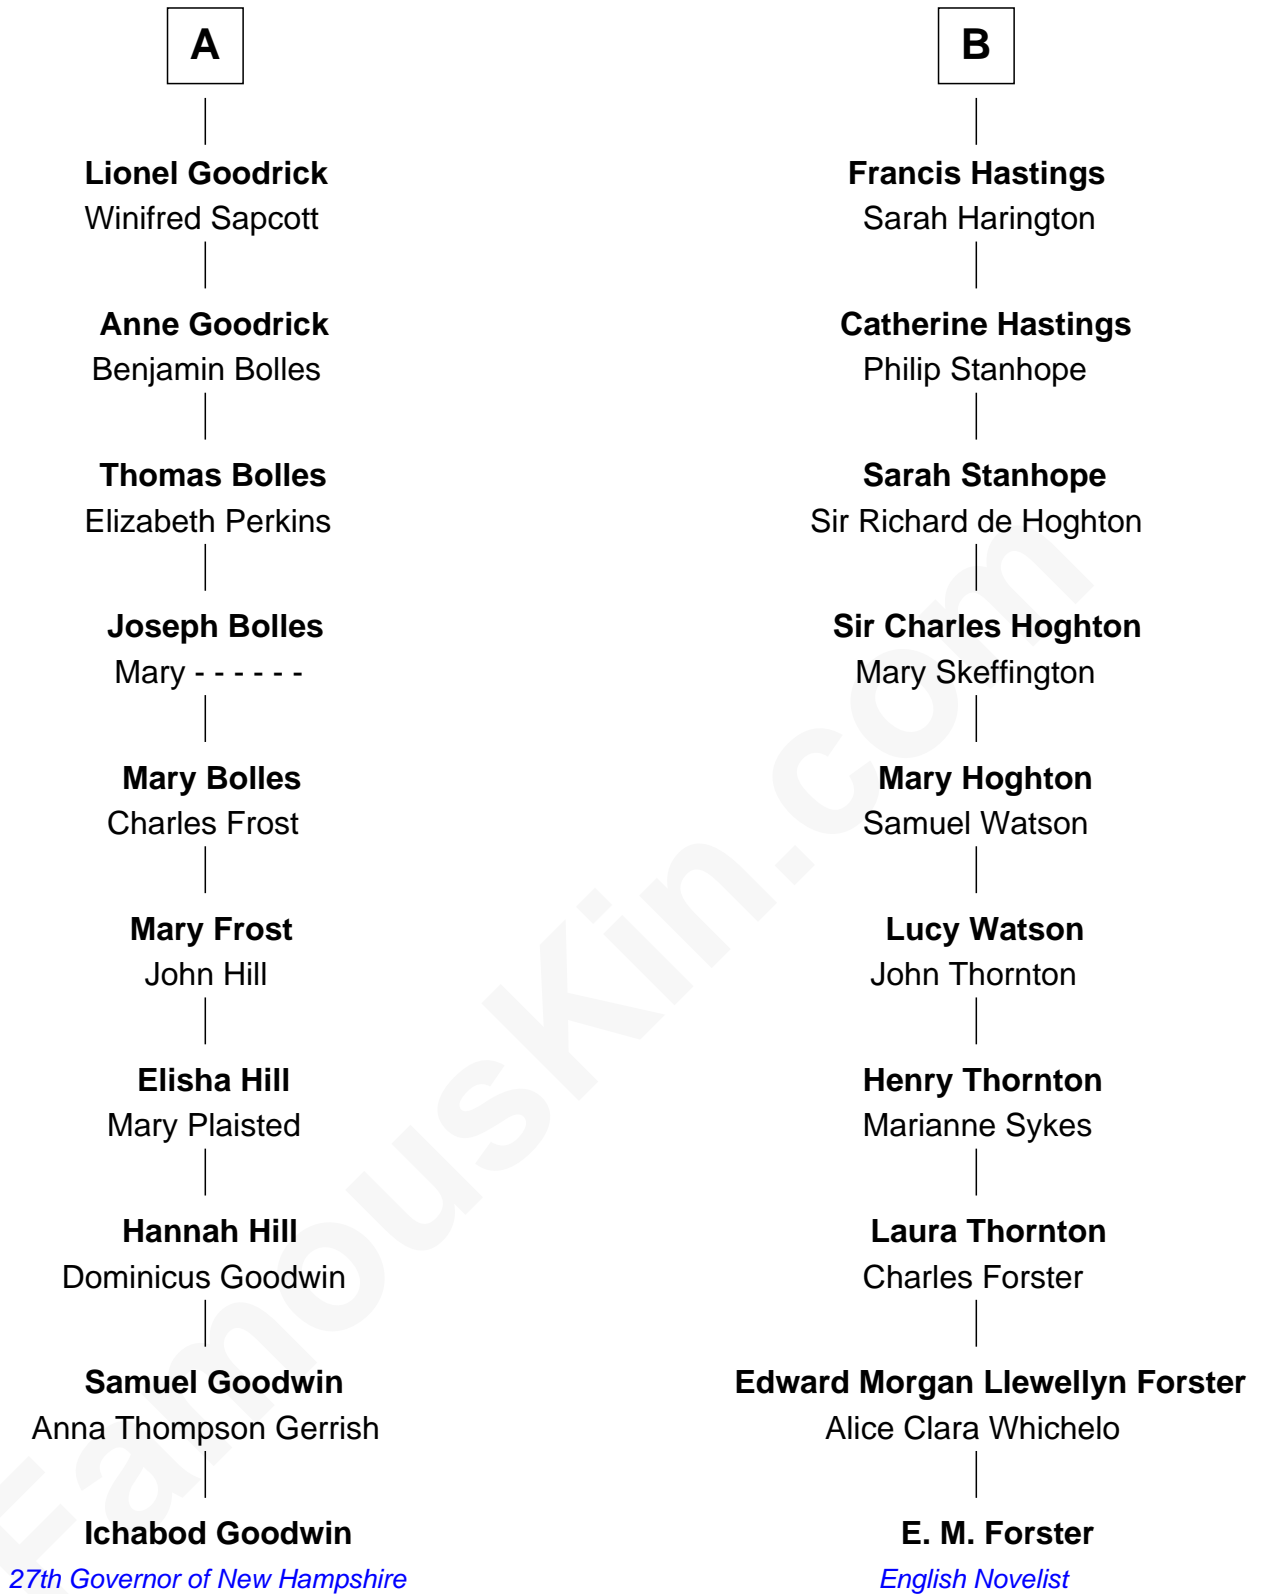 A
Lionel Goodrick
Winifred Sapcott
Anne Goodrick
Benjamin Bolles
Thomas Bolles
Elizabeth Perkins
Joseph Bolles
Mary - - - - - -
Mary Bolles
Charles Frost
Mary Frost
John Hill
Elisha Hill
Mary Plaisted
Hannah Hill
Dominicus Goodwin
Samuel Goodwin
Anna Thompson Gerrish
Ichabod Goodwin
27th Governor of New Hampshire
B
Francis Hastings
Sarah Harington
Catherine Hastings
Philip Stanhope
Sarah Stanhope
Sir Richard de Hoghton
Sir Charles Hoghton
Mary Skeffington
Mary Hoghton
Samuel Watson
Lucy Watson
John Thornton
Henry Thornton
Marianne Sykes
Laura Thornton
Charles Forster
Edward Morgan Llewellyn Forster
Alice Clara Whichelo
E. M. Forster
English Novelist
FamousKin.com